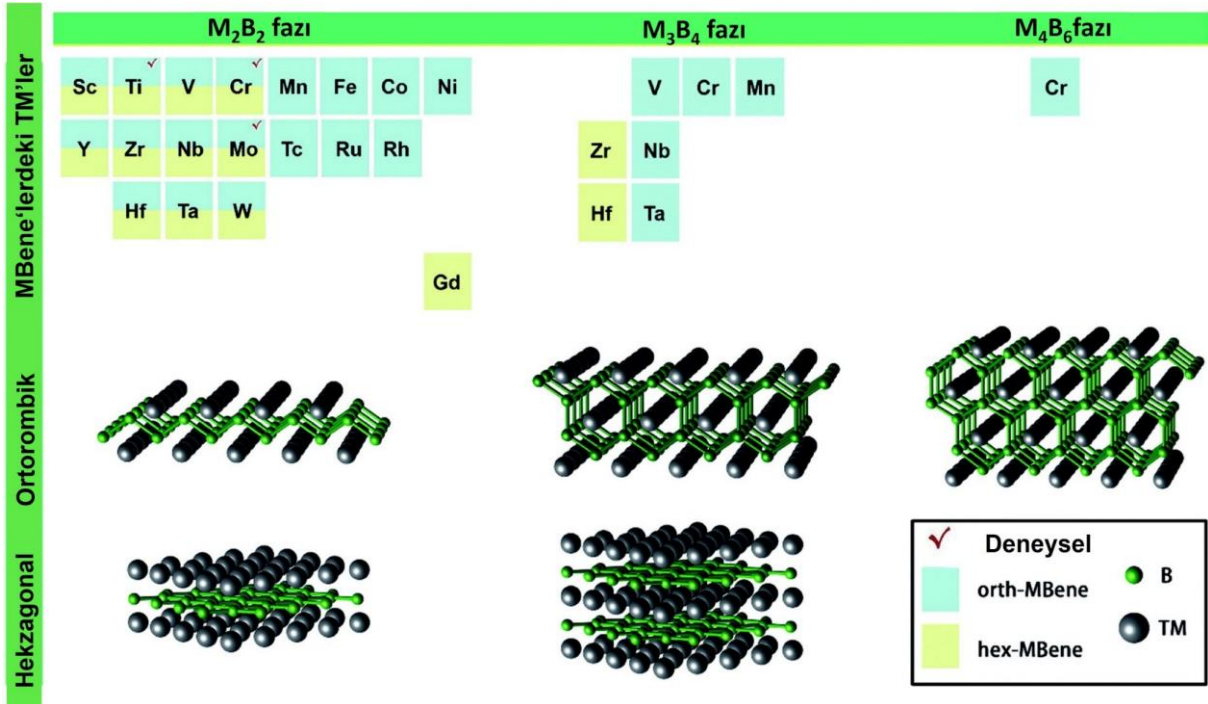 M₂B₂ fazı
M₃B₄ fazı
M₄B₆fazı
MBene'lerdeki TM'ler
Sc Ti V Cr Mn Fe Co Ni
V Cr Mn
Cr
Y Zr Nb Mo Tc Ru Rh
Zr Nb
Hf Ta W
Hf Ta
Gd
Ortorombik
Hekzagonal
Deneysel
orth-MBene
hex-MBene
B
TM